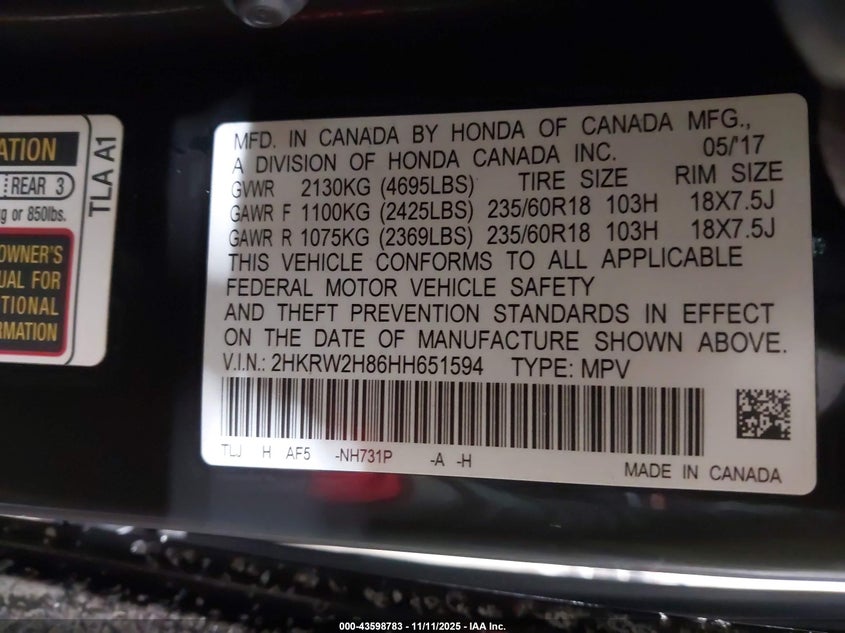 ATION
REAR 3
g or 850lbs.
OWNER'S
UAL FOR
TIONAL
RMATION
TLA A1
MFD. IN CANADA BY HONDA OF CANADA MFG.,
A DIVISION OF HONDA CANADA INC. 05/'17
GWWR 2130KG (4695LBS) TIRE SIZE RIM SIZE
GAWR F 1100KG (2425LBS) 235/60R18 103H 18X7.5J
GAWR R 1075KG (2369LBS) 235/60R18 103H 18X7.5J
THIS VEHICLE CONFORMS TO ALL APPLICABLE
FEDERAL MOTOR VEHICLE SAFETY
AND THEFT PREVENTION STANDARDS IN EFFECT
ON THE DATE OF MANUFACTURE SHOWN ABOVE.
V.I.N.: 2HKRW2H86HH651594 TYPE: MPV
TLJ H AF5 -NH731P -A -H
MADE IN CANADA
000-43598783 - 11/11/2025 - IAA Inc.